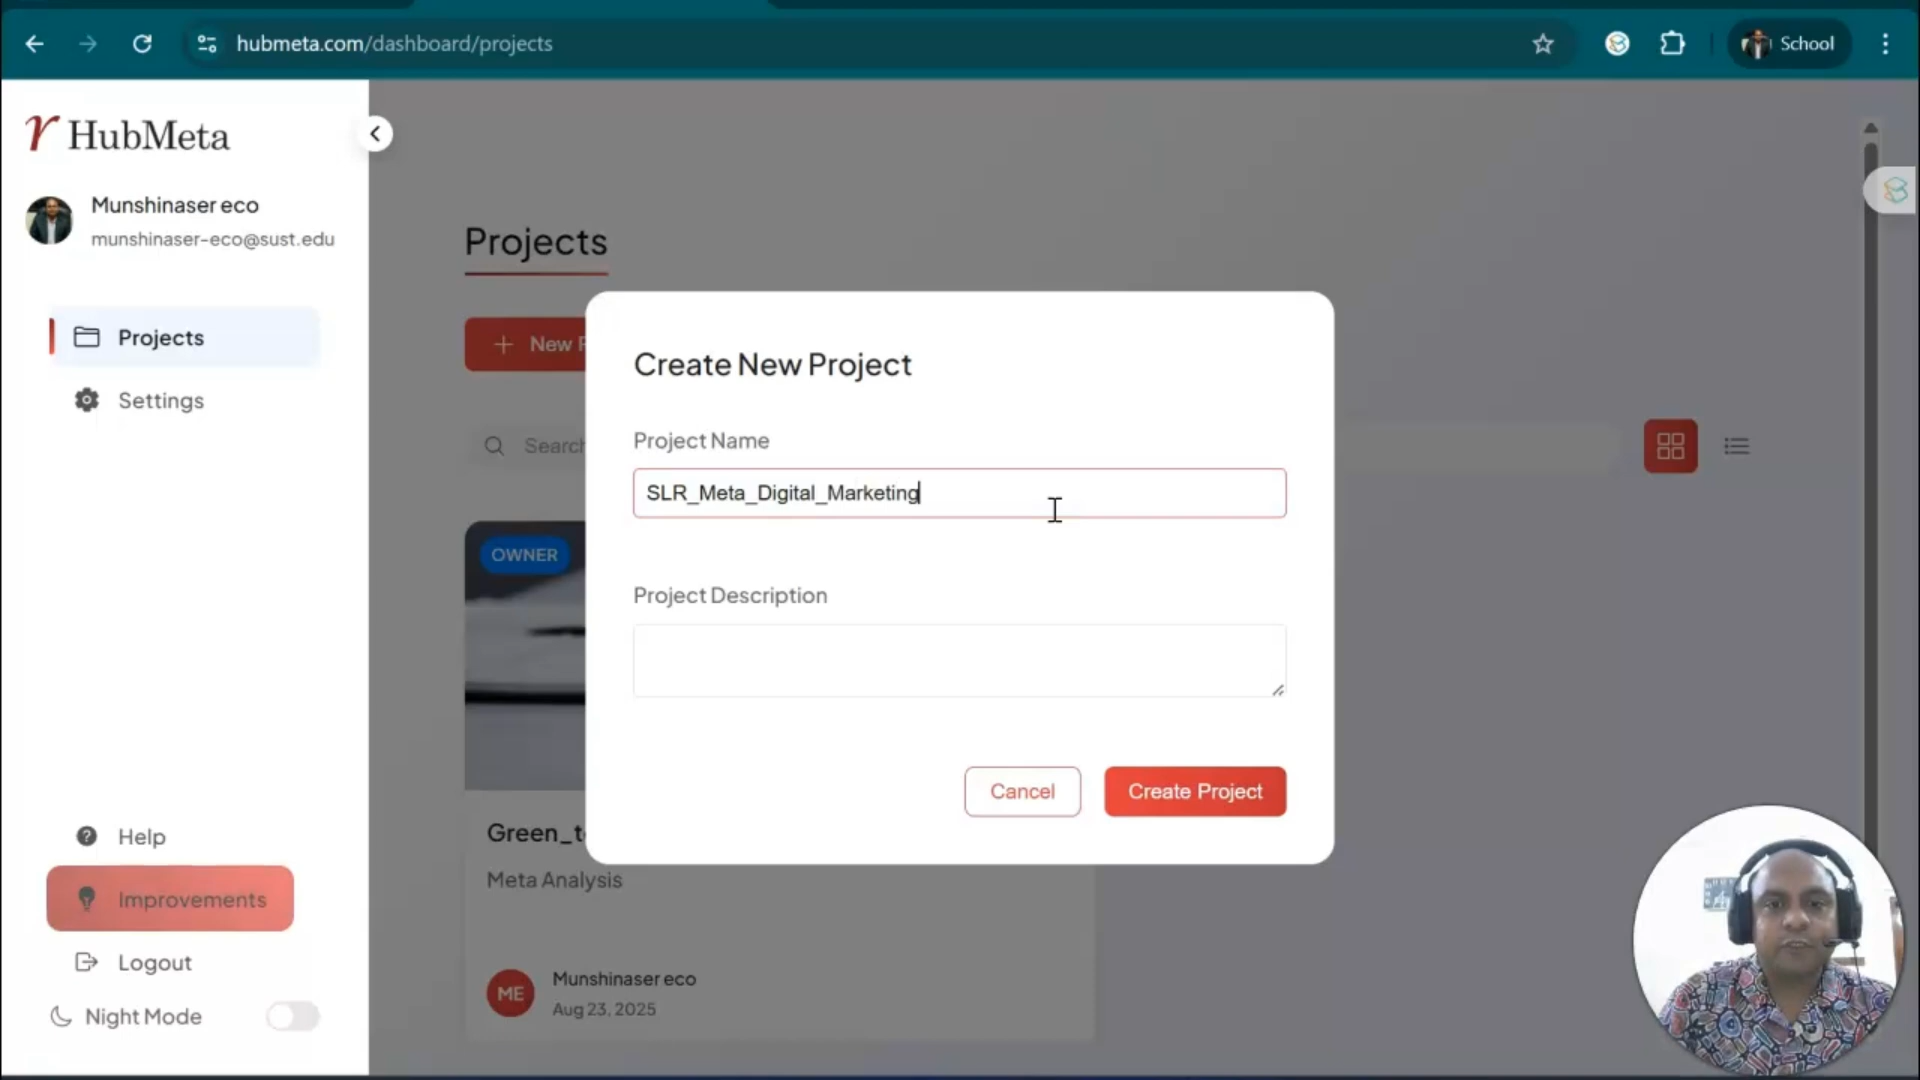 hubmeta.com/dashboard/projects
School
HubMeta
Munshinaser eco
munshinaser-eco@sust.edu
Projects
Settings
Help
Improvements
Logout
Night Mode
Projects
New
Search
OWNER
Meta Analysis
ME
Munshinaser eco
Aug 23, 2025
Create New Project
Project Name
SLR_Meta_Digital_Marketing
Project Description
Cancel
Create Project